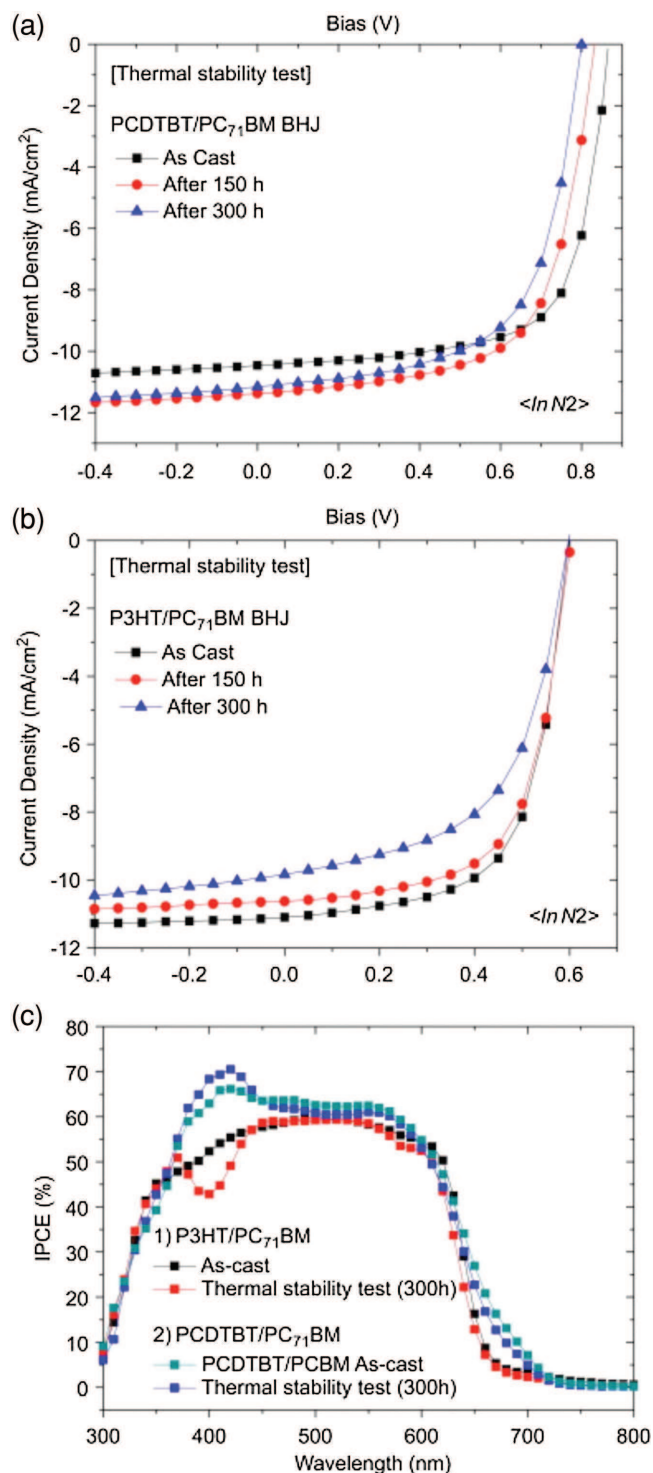 (a)
Bias (V)
0
-2
-4
-6
-8
-10
-12
Current Density (mA/cm²)
[Thermal stability test]
PCDTBT/PC₇₁BM BHJ
As Cast
After 150 h
After 300 h
<In N2>
-0.4 -0.2 0.0 0.2 0.4 0.6 0.8
(b)
Bias (V)
0
-2
-4
-6
-8
-10
-12
Current Density (mA/cm²)
[Thermal stability test]
P3HT/PC₇₁BM BHJ
As Cast
After 150 h
After 300 h
<In N2>
-0.4 -0.2 0.0 0.2 0.4 0.6
(c)
80
70
60
50
40
30
20
10
0
IPCE (%)
1) P3HT/PC₇₁BM
As-cast
Thermal stability test (300h)
2) PCDTBT/PC₇₁BM
PCDTBT/PCBM As-cast
Thermal stability test (300h)
300 400 500 600 700 800
Wavelength (nm)